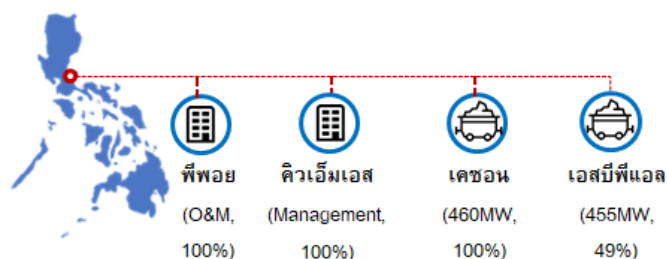 พีพอย คิวเอ็มเอส เคซอน เอสบีพีแอล
(O&M, (Management, (460MW, (455MW,
100%) 100%) 100%) 49%)